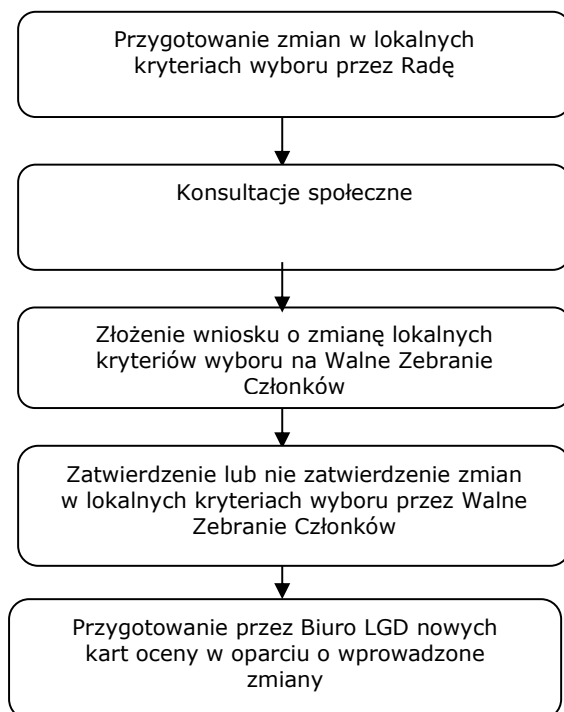 Przygotowanie zmian w lokalnych
kryteriach wyboru przez Radę
Konsultacje społeczne
Złożenie wniosku o zmianę lokalnych
kryteriów wyboru na Walne Zebranie
Członków
Zatwierdzenie lub nie zatwierdzenie zmian
w lokalnych kryteriach wyboru przez Walne
Zebranie Członków
Przygotowanie przez Biuro LGD nowych
kart oceny w oparciu o wprowadzone
zmiany